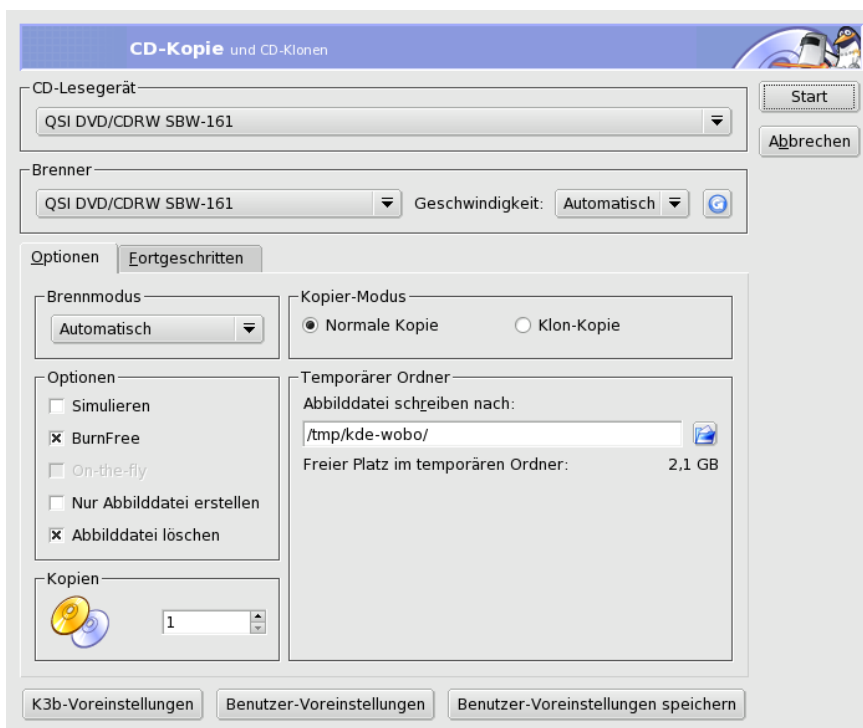 CD-Kopie und CD-Klonen
CD-Lesegerät
Start
QSI DVD/CDRW SBW-161
Abbrechen
Brenner
QSI DVD/CDRW SBW-161 Geschwindigkeit: Automatisch
Optionen Fortgeschritten
Brennmodus
Automatisch
Kopier-Modus
Normale Kopie Klon-Kopie
Optionen
Simulieren
BurnFree
On-the-fly
Nur Abbilddatei erstellen
Abbilddatei löschen
Temporärer Ordner
Abbilddatei schreiben nach:
/tmp/kde-wobo/
Freier Platz im temporären Ordner: 2,1 GB
Kopien
1
K3b-Voreinstellungen Benutzer-Voreinstellungen Benutzer-Voreinstellungen speichern